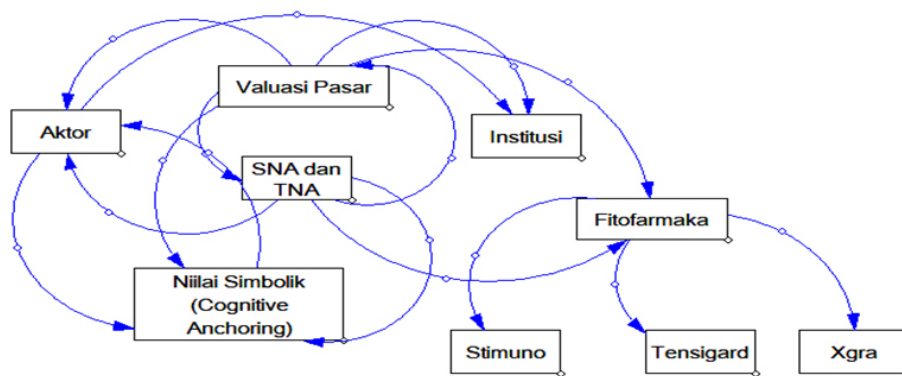 Valuasi Pasar
Aktor
Institusi
SNA dan
TNA
Fitofarmaka
Niilai Simbolik
(Cognitive
Anchoring)
Stimuno
Tensigard
Xgra